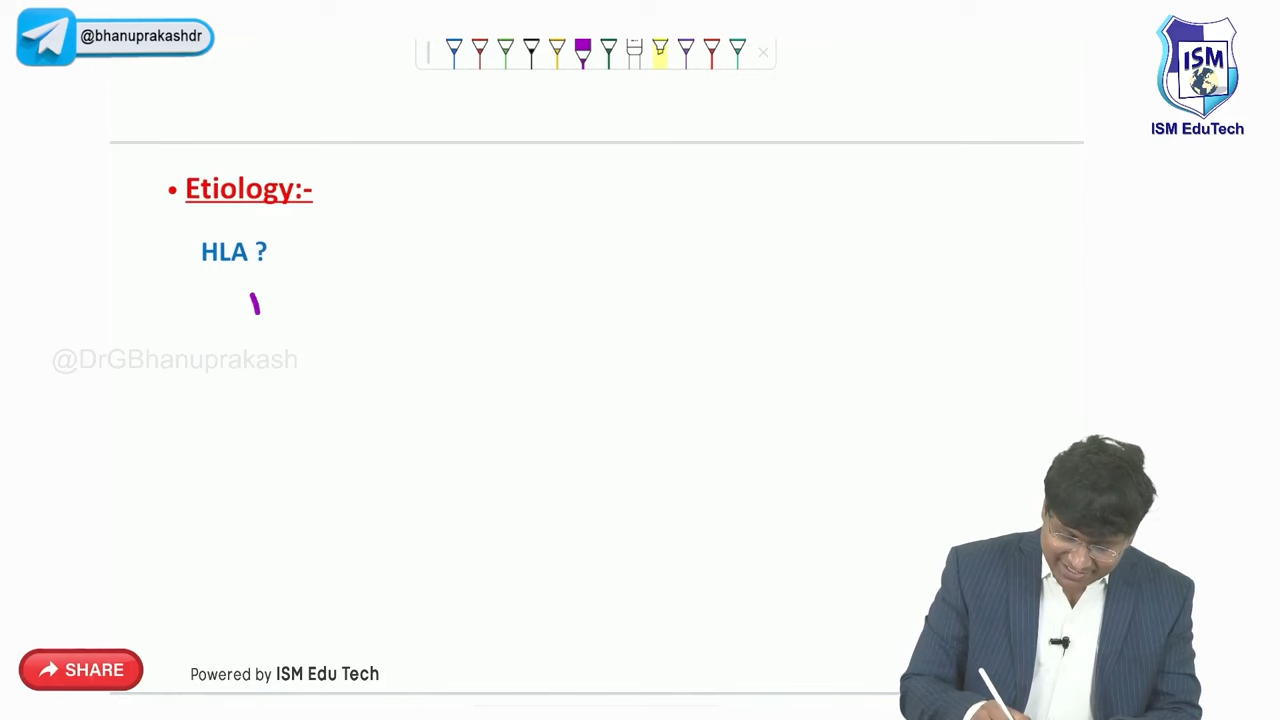 @bhanuprakashdr
ISM
ISM EduTech
• Etiology:-
HLA ?
@DrGBhanuprakash
SHARE
Powered by ISM Edu Tech